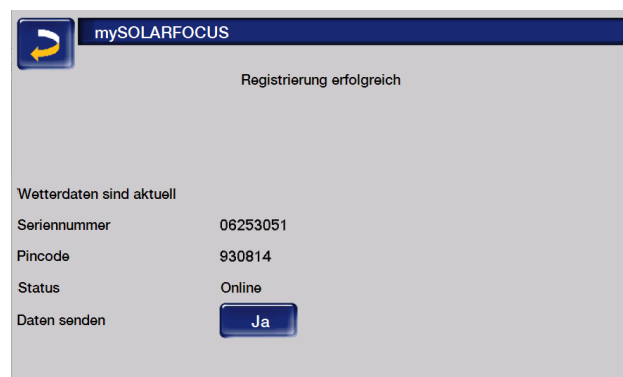 mySOLARFOCUS
Registrierung erfolgreich
Wetterdaten sind aktuell
Seriennummer 06253051
Pincode 930814
Status Online
Daten senden Ja